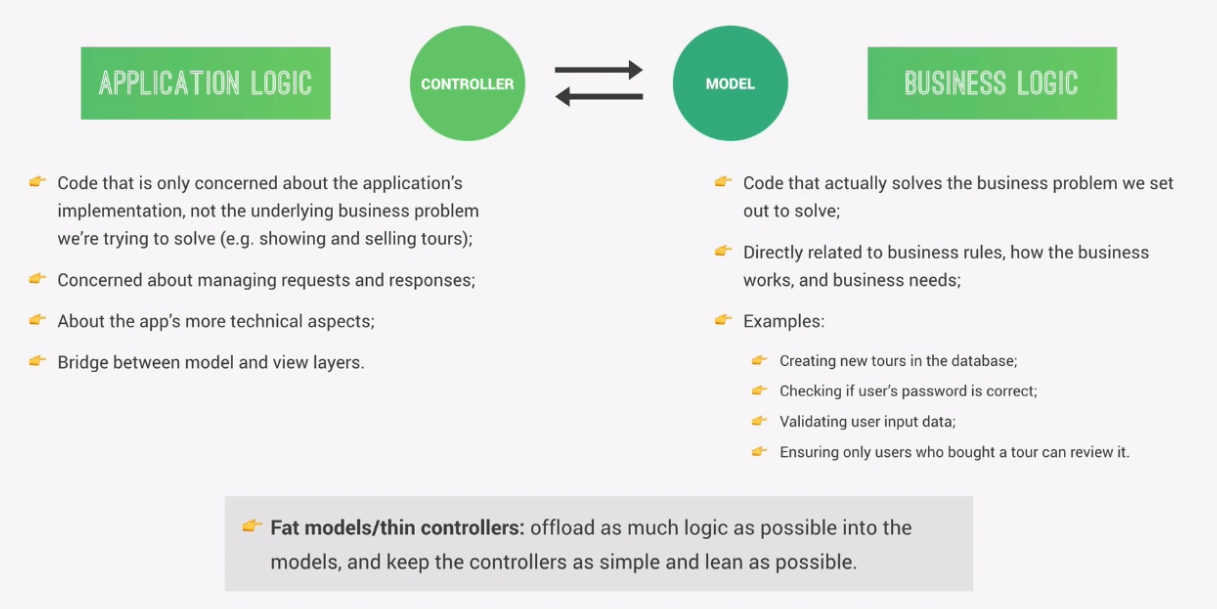 APPLICATION LOGIC
CONTROLLER
MODEL
BUSINESS LOGIC
Code that is only concerned about the application's
implementation, not the underlying business problem
we're trying to solve (e.g. showing and selling tours);
Concerned about managing requests and responses;
About the app's more technical aspects;
Bridge between model and view layers.
Code that actually solves the business problem we set
out to solve;
Directly related to business rules, how the business
works, and business needs;
Examples:
Creating new tours in the database;
Checking if user's password is correct;
Validating user input data;
Ensuring only users who bought a tour can review it.
Fat models/thin controllers: offload as much logic as possible into the
models, and keep the controllers as simple and lean as possible.